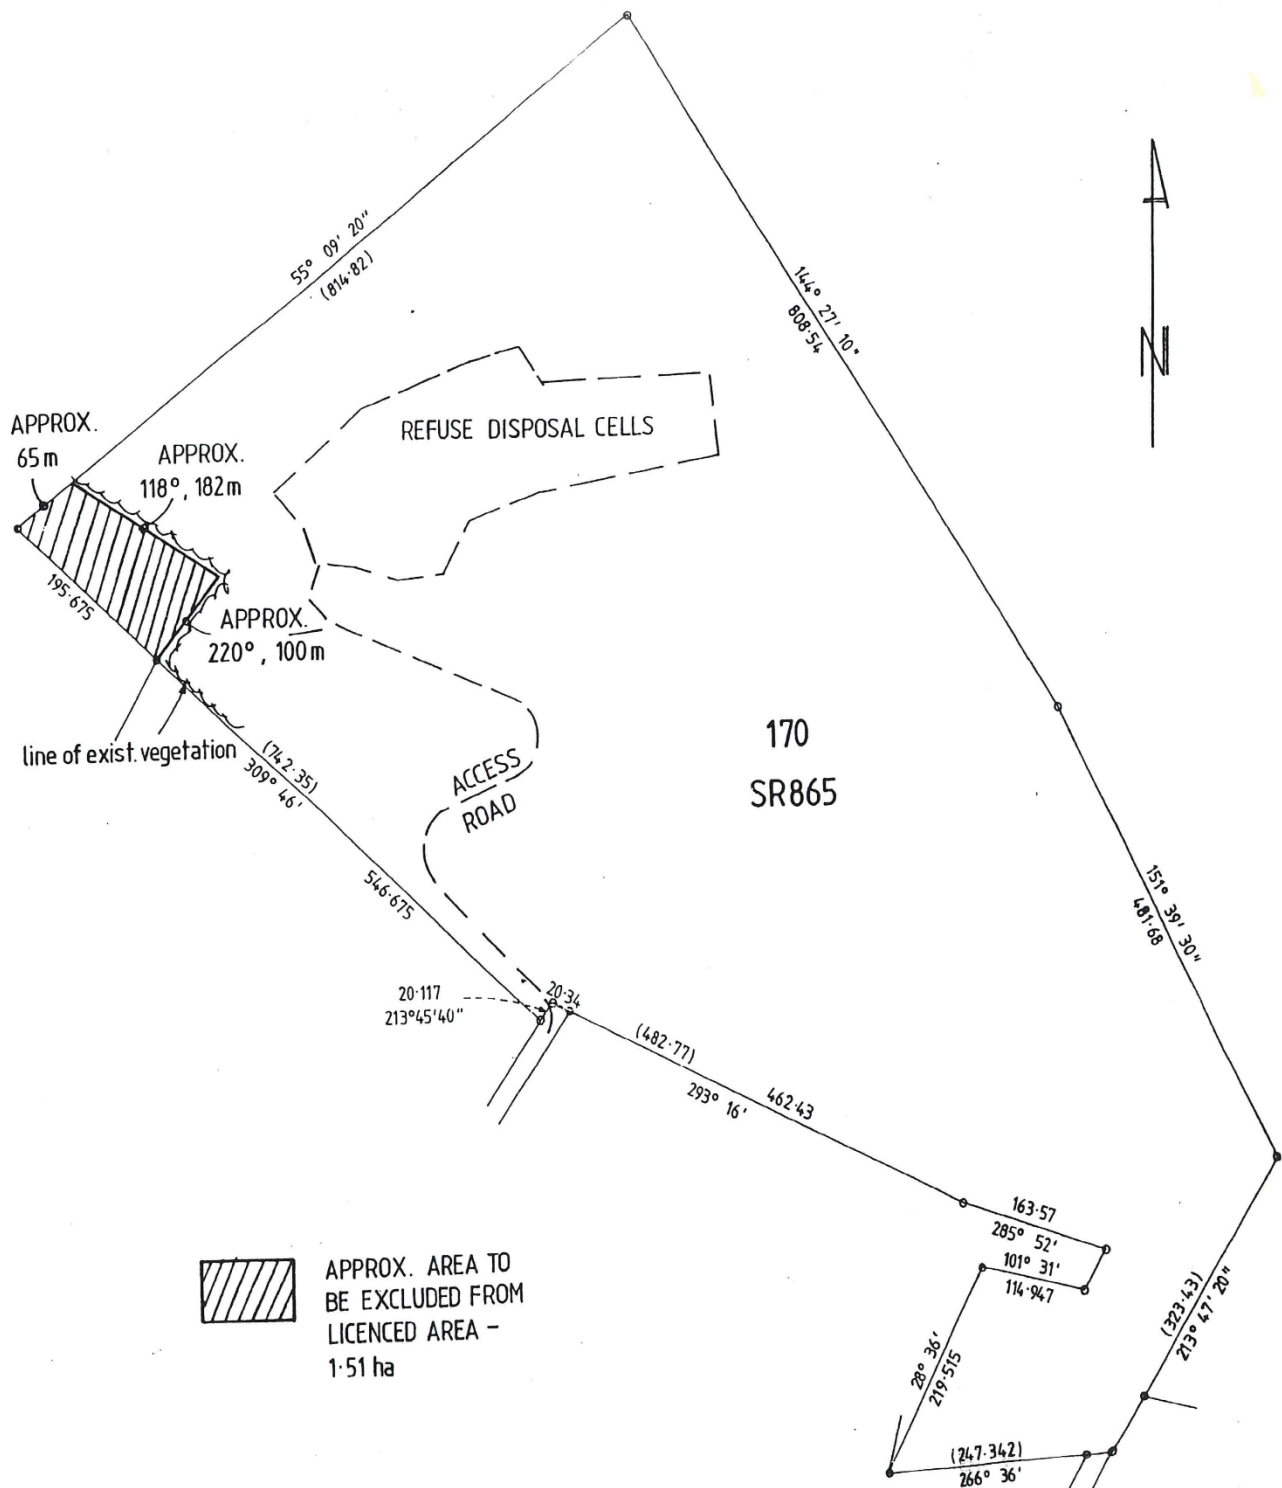 55° 09' 20"
(814·82)
144° 27' 10"
808·54
N
REFUSE DISPOSAL CELLS
APPROX.
65 m
APPROX.
118°, 182m
195·675
APPROX.
220°, 100m
line of exist. vegetation
(742·35)
309° 46'
ACCESS
ROAD
170
SR865
546·675
151° 39' 30"
481·68
20·117
213°45'40"
20·34
(482·77)
293° 16'
462·43
163·57
285° 52'
101° 31'
114·947
(323·43)
213° 47' 20"
28° 36'
219·515
(247·342)
266° 36'
APPROX. AREA TO
BE EXCLUDED FROM
LICENCED AREA -
1·51 ha